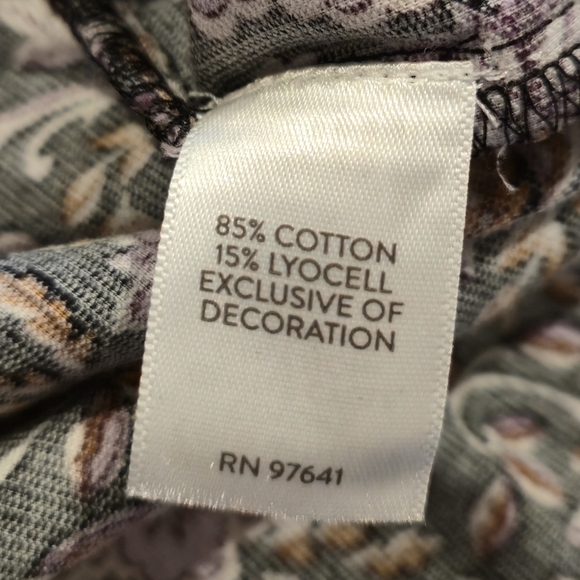 85% COTTON
15% LYOCELL
EXCLUSIVE OF
DECORATION
RN 97641